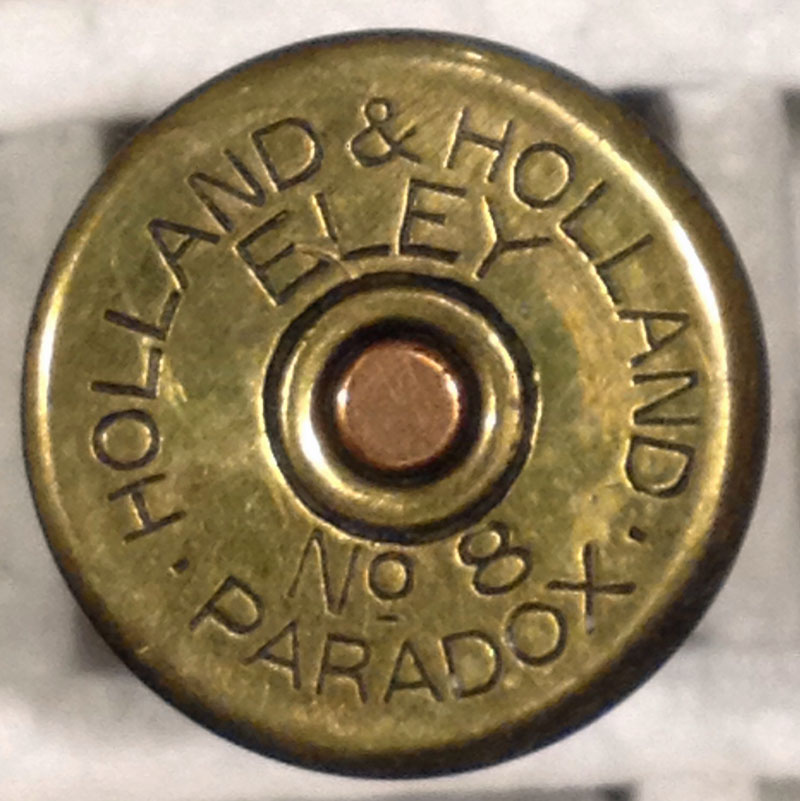 HOLLAND & HOLLAND
ELEY
Nº 8
· PARADOX ·